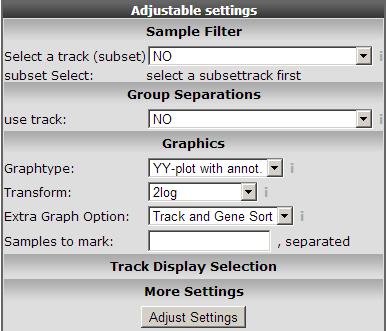 Adjustable settings
Sample Filter
Select a track (subset) NO i
subset Select: select a subsettrack first
Group Separations
use track: NO i
Graphics
Graphtype: YY-plot with annot. i
Transform: 2log i
Extra Graph Option: Track and Gene Sort i
Samples to mark: , separated
Track Display Selection
More Settings
Adjust Settings